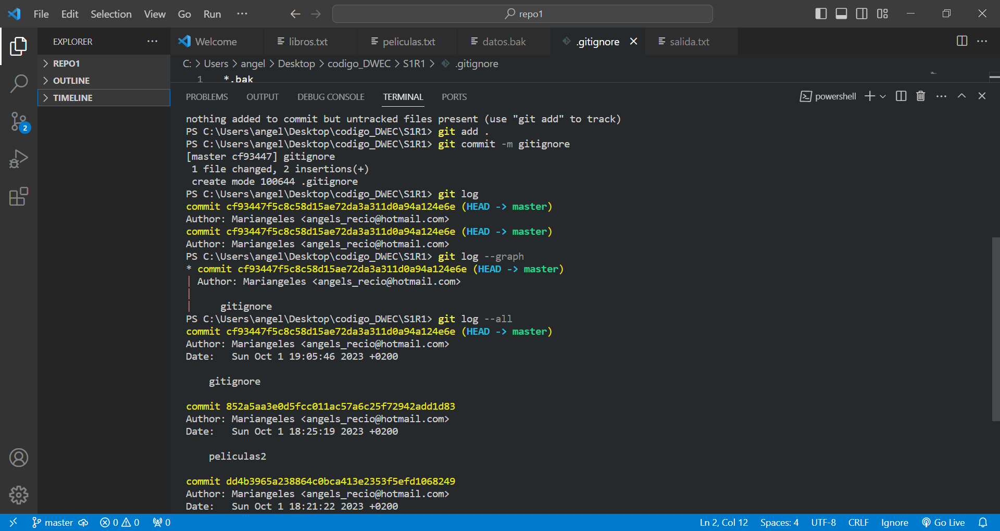 File Edit Selection View Go Run ··· repo1
EXPLORER ···
Welcome libros.txt peliculas.txt datos.bak .gitignore salida.txt
REPO1
OUTLINE
TIMELINE
2
C: > Users > angel > Desktop > codigo_DWEC > S1R1 > .gitignore
1 *.bak
PROBLEMS OUTPUT DEBUG CONSOLE TERMINAL PORTS powershell
nothing added to commit but untracked files present (use "git add" to track)
PS C:\Users\angel\Desktop\codigo_DWEC\S1R1> git add .
PS C:\Users\angel\Desktop\codigo_DWEC\S1R1> git commit -m gitignore
[master cf93447] gitignore
 1 file changed, 2 insertions(+)
 create mode 100644 .gitignore
PS C:\Users\angel\Desktop\codigo_DWEC\S1R1> git log
commit cf93447f5c8c58d15ae72da3a311d0a94a124e6e (HEAD -> master)
Author: Mariangeles <angels_recio@hotmail.com>
commit cf93447f5c8c58d15ae72da3a311d0a94a124e6e (HEAD -> master)
Author: Mariangeles <angels_recio@hotmail.com>
PS C:\Users\angel\Desktop\codigo_DWEC\S1R1> git log --graph
* commit cf93447f5c8c58d15ae72da3a311d0a94a124e6e (HEAD -> master)
| Author: Mariangeles <angels_recio@hotmail.com>
|
|     gitignore
PS C:\Users\angel\Desktop\codigo_DWEC\S1R1> git log --all
commit cf93447f5c8c58d15ae72da3a311d0a94a124e6e (HEAD -> master)
Author: Mariangeles <angels_recio@hotmail.com>
Date:   Sun Oct 1 19:05:46 2023 +0200
    gitignore
commit 852a5aa3e0d5fcc011ac57a6c25f72942add1d83
Author: Mariangeles <angels_recio@hotmail.com>
Date:   Sun Oct 1 18:25:19 2023 +0200
    peliculas2
commit dd4b3965a238864c0bca413e2353f5efd1068249
Author: Mariangeles <angels_recio@hotmail.com>
Date:   Sun Oct 1 18:21:22 2023 +0200
master 0 0 0 Ln 2, Col 12 Spaces: 4 UTF-8 CRLF Ignore Go Live